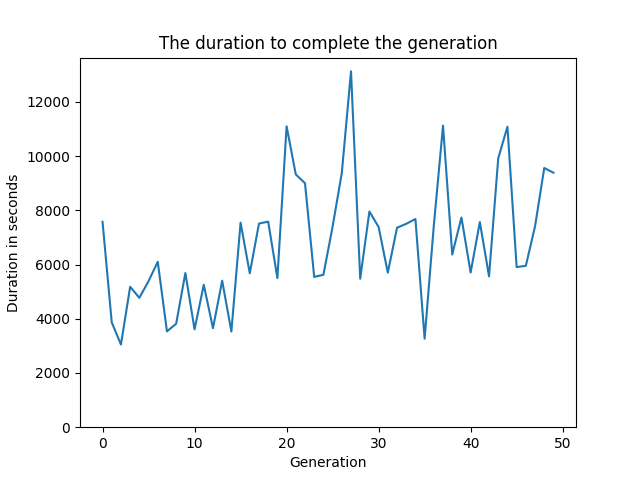 The duration to complete the generation
12000
10000
8000
6000
4000
2000
0
Duration in seconds
0 10 20 30 40 50
Generation